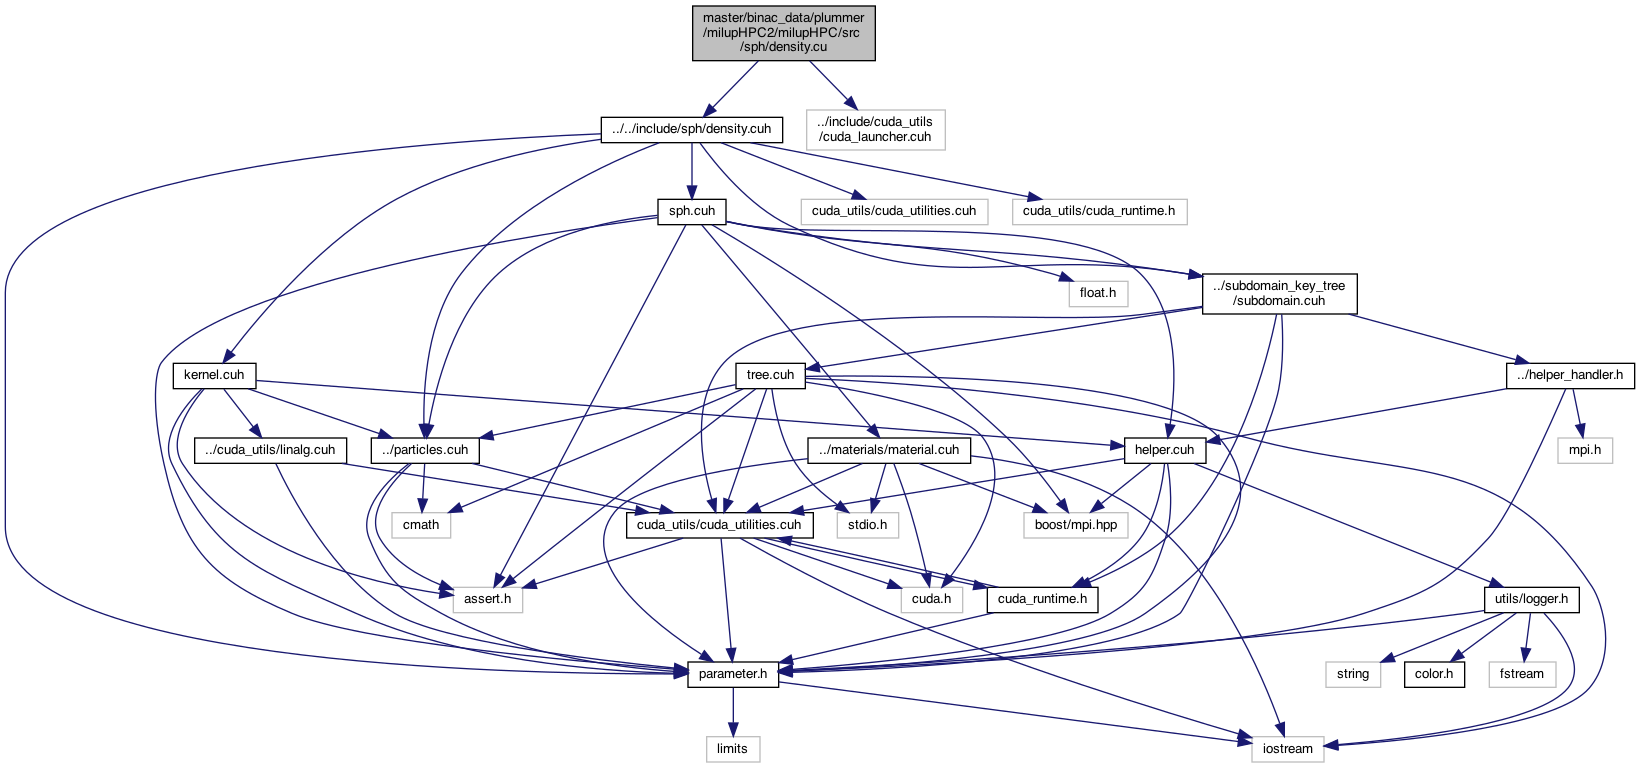 master/binac_data/plummer
/milupHPC2/milupHPC/src
/sph/density.cu
../../include/sph/density.cuh
../include/cuda_utils
/cuda_launcher.cuh
sph.cuh
cuda_utils/cuda_utilities.cuh
cuda_utils/cuda_runtime.h
float.h
../subdomain_key_tree
/subdomain.cuh
kernel.cuh
tree.cuh
../helper_handler.h
../cuda_utils/linalg.cuh
../particles.cuh
../materials/material.cuh
helper.cuh
mpi.h
cmath
cuda_utils/cuda_utilities.cuh
stdio.h
boost/mpi.hpp
assert.h
cuda.h
cuda_runtime.h
utils/logger.h
parameter.h
string
color.h
fstream
limits
iostream